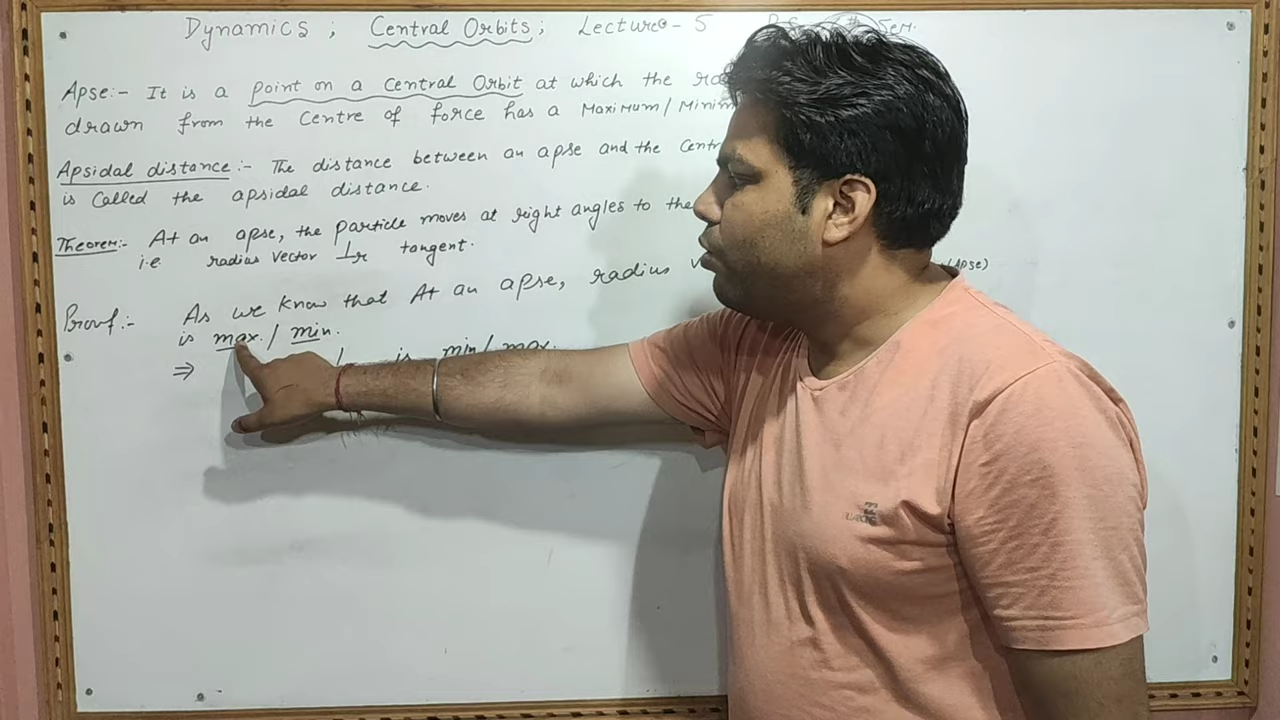 Dynamics ; Central Orbits ; Lecture - 5
Apse:- It is a point on a Central Orbit at which the
drawn from the Centre of force has a Maximum/
Apsidal distance:- The distance between an apse and the
is Called the apsidal distance.
Theorem:- At an apse, the particle moves at right angles to the
i.e radius vector ⊥r tangent.
Proof:- As we know that At an apse, radius (Apse)
is max./ min.
⇒ is min/max.